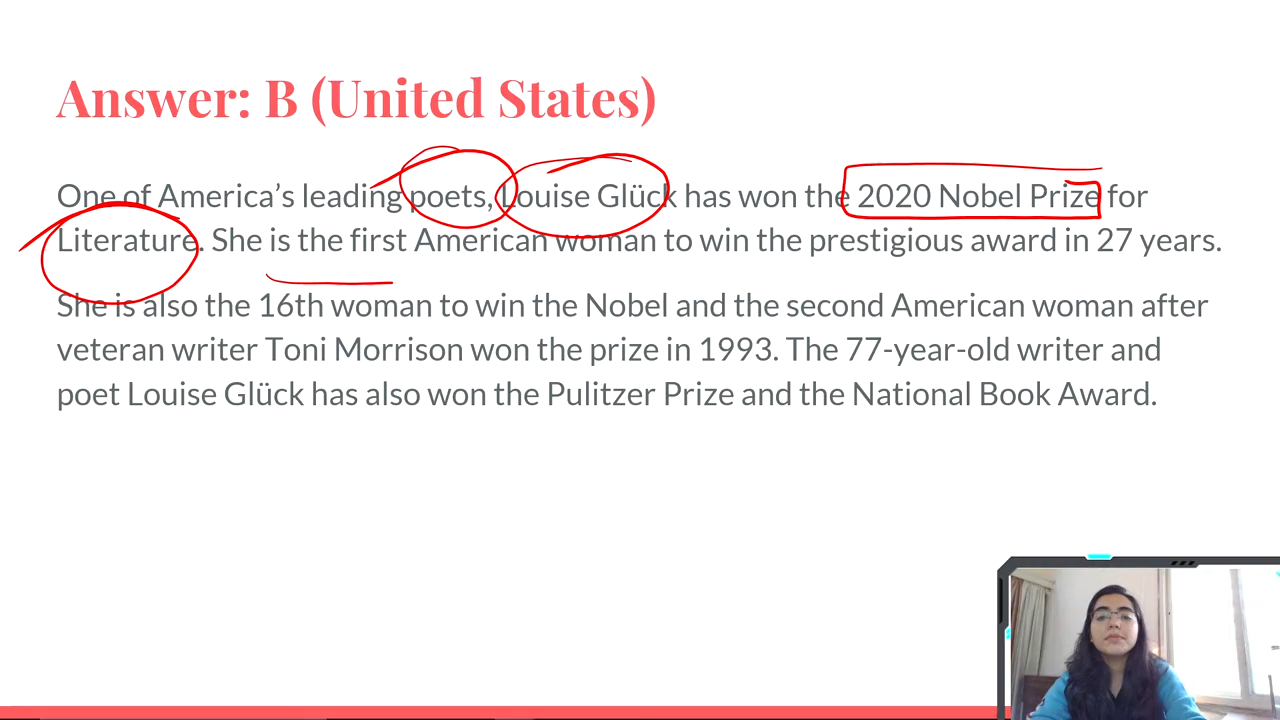 Answer: B (United States)
One of America's leading poets, Louise Glück has won the 2020 Nobel Prize for
Literature. She is the first American woman to win the prestigious award in 27 years.
She is also the 16th woman to win the Nobel and the second American woman after
veteran writer Toni Morrison won the prize in 1993. The 77-year-old writer and
poet Louise Glück has also won the Pulitzer Prize and the National Book Award.